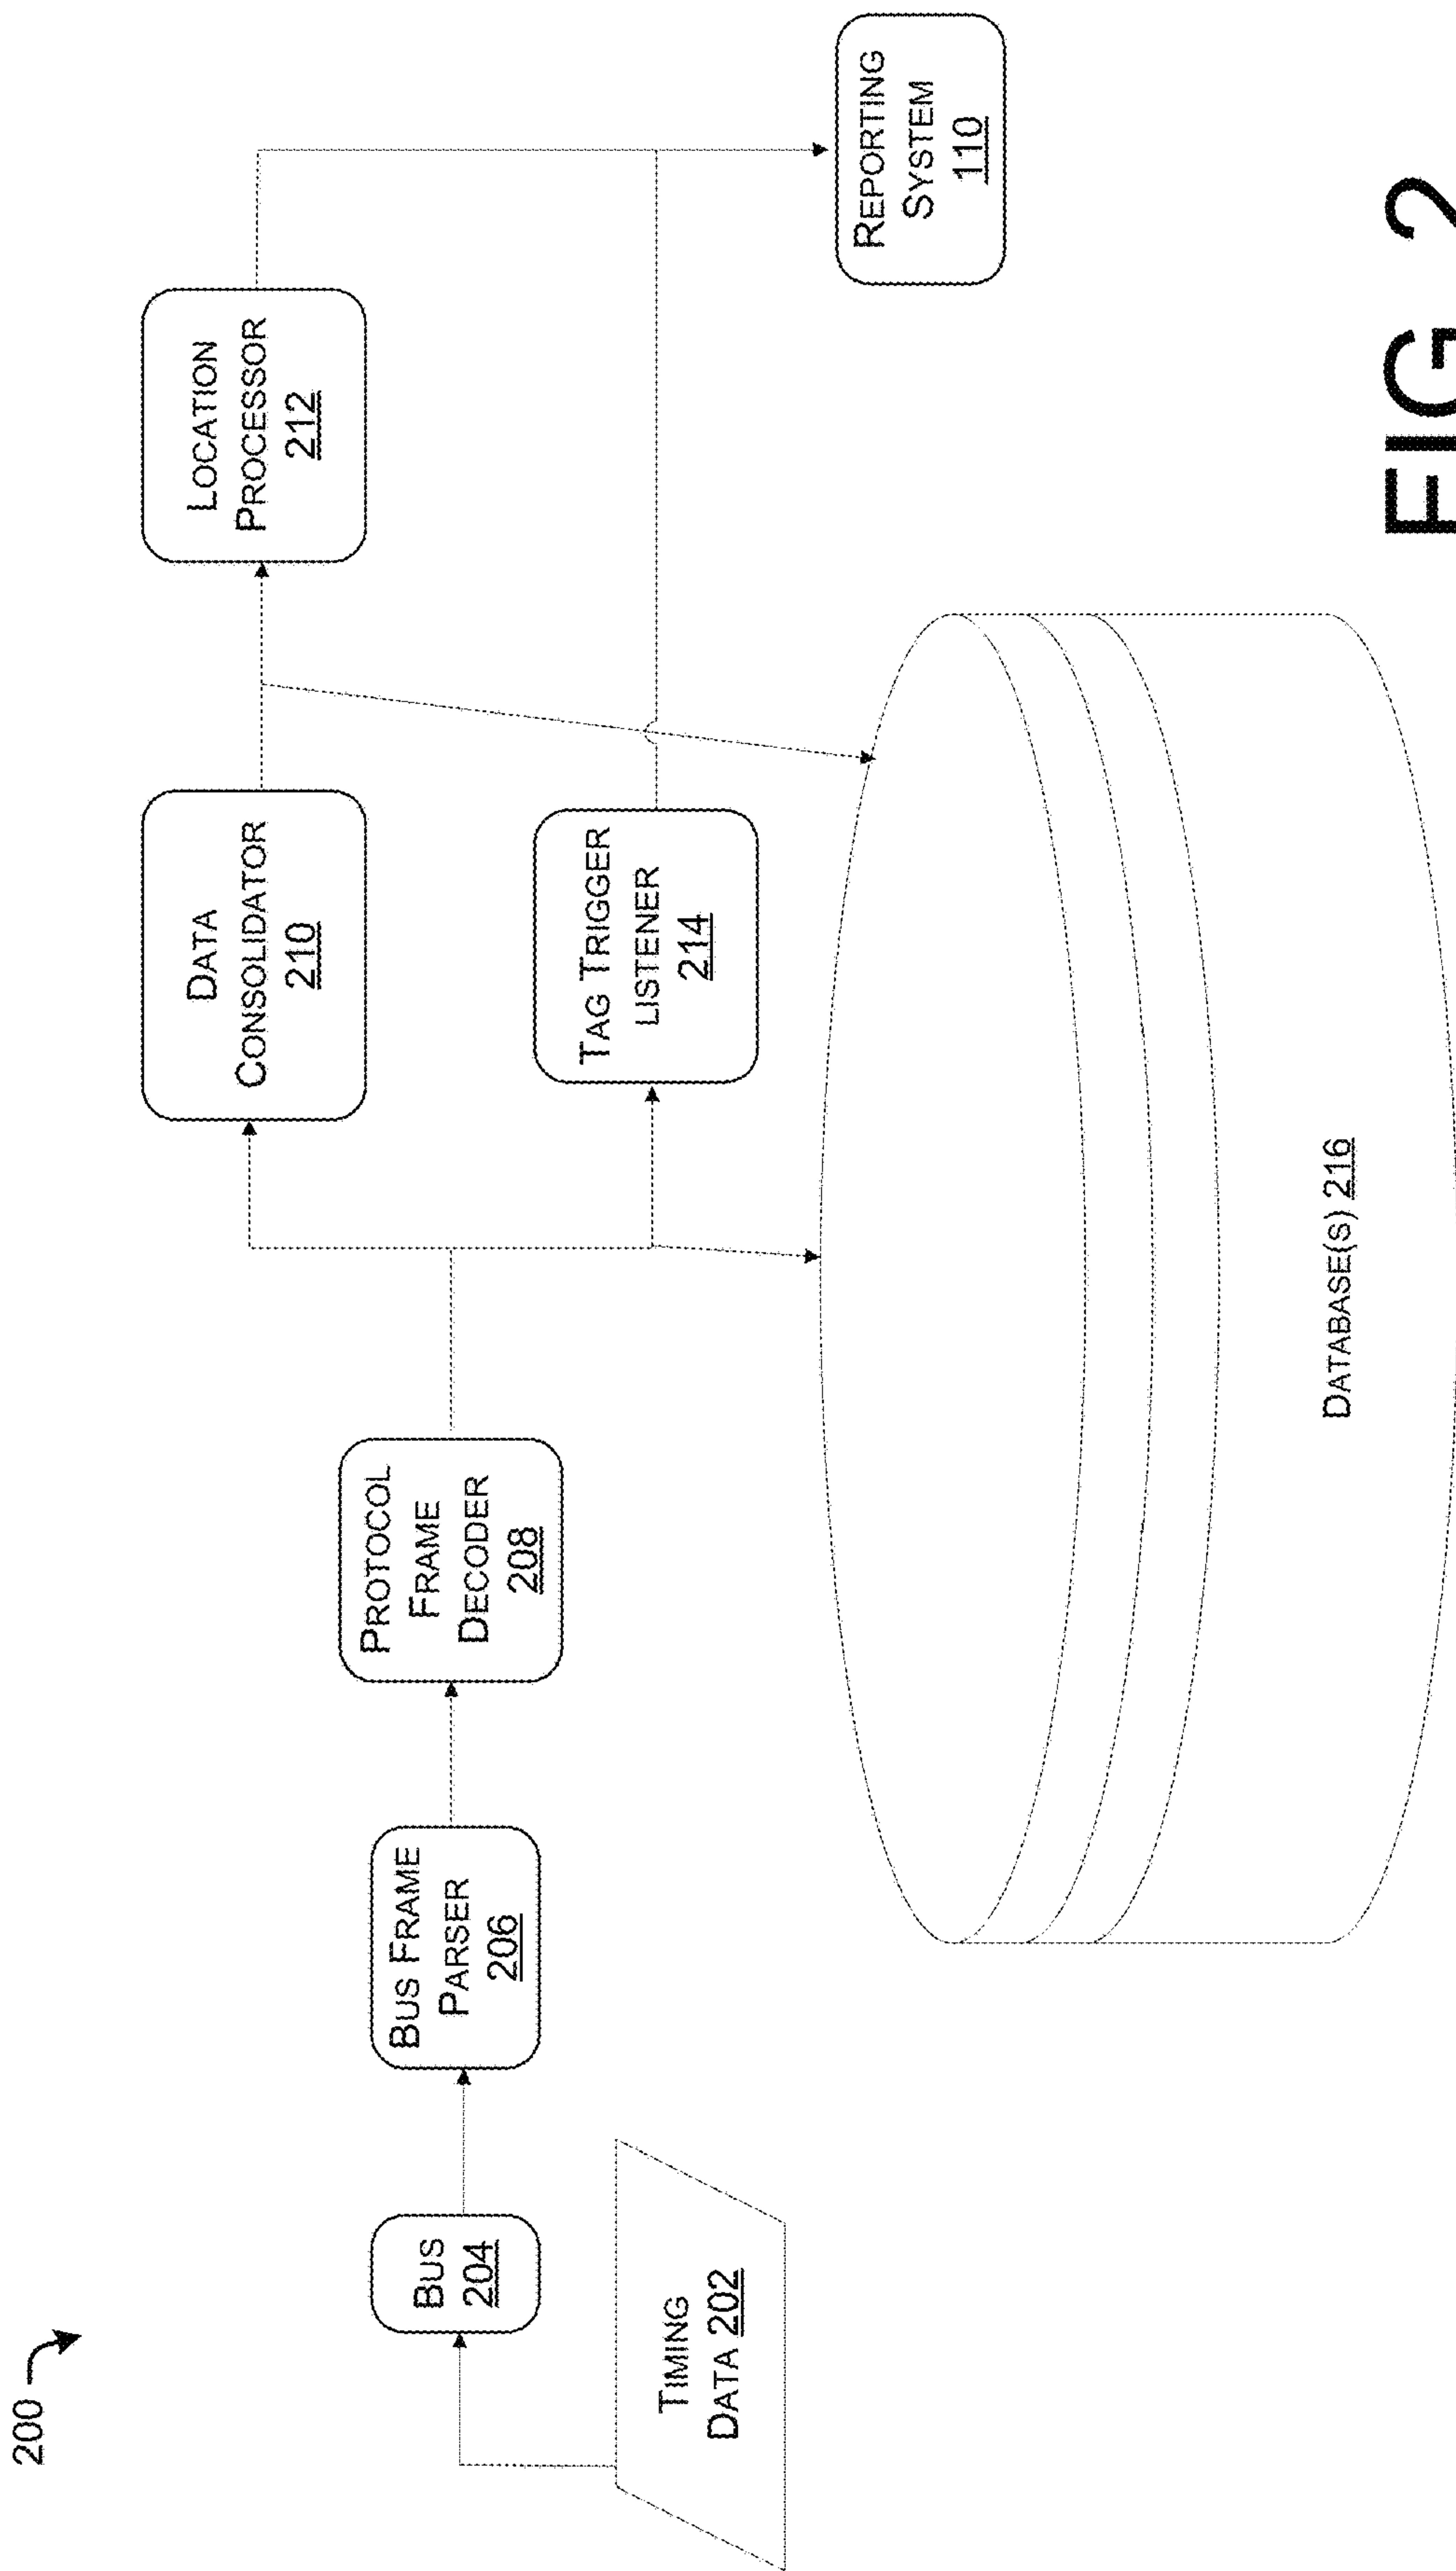 200
TIMING
DATA 202
BUS
204
BUS FRAME
PARSER
206
PROTOCOL
FRAME
DECODER
208
DATA
CONSOLIDATOR
210
TAG TRIGGER
LISTENER
214
LOCATION
PROCESSOR
212
REPORTING
SYSTEM
110
DATABASE(S) 216
FIG 2